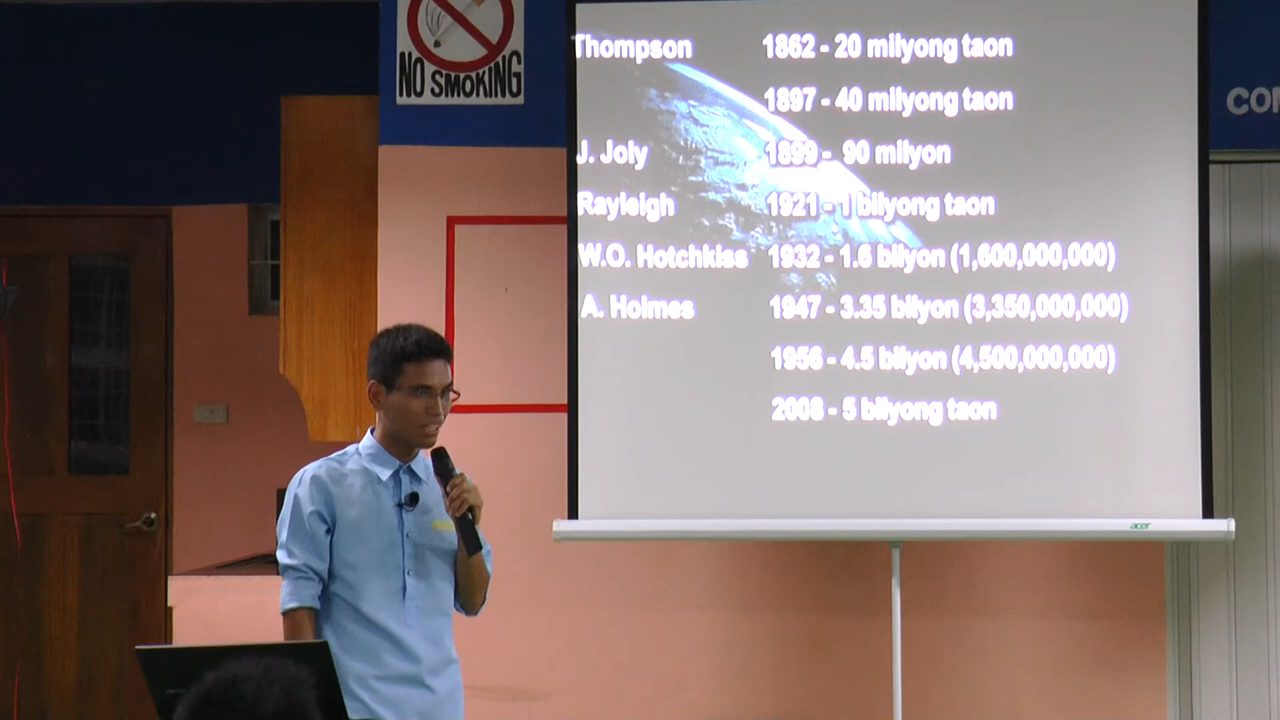 NO SMOKING
Thompson 1862 - 20 milyong taon
1897 - 40 milyong taon
J. Joly 1899 - 90 milyon
Rayleigh 1921 - 1 bilyong taon
W.O. Hotchkiss 1932 - 1.6 bilyon (1,600,000,000)
A. Holmes 1947 - 3.35 bilyon (3,350,000,000)
1956 - 4.5 bilyon (4,500,000,000)
2008 - 5 bilyong taon
acer